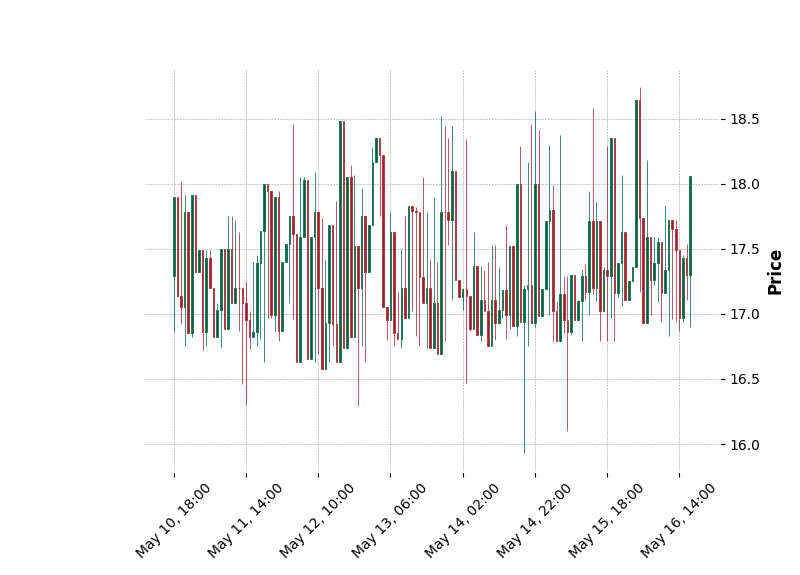 18.5
18.0
17.5
17.0
16.5
16.0
Price
May 10, 18:00
May 11, 14:00
May 12, 10:00
May 13, 06:00
May 14, 02:00
May 14, 22:00
May 15, 18:00
May 16, 14:00